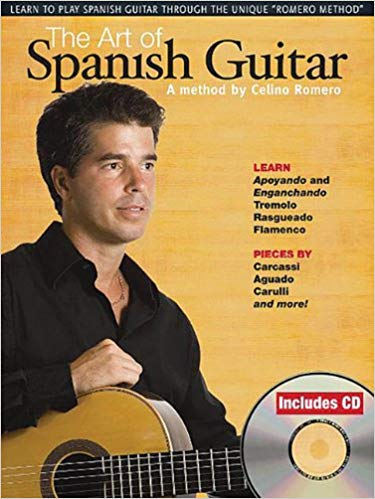 LEARN TO PLAY SPANISH GUITAR THROUGH THE UNIQUE "ROMERO METHOD"
The Art of
Spanish Guitar
A method by Celino Romero
LEARN
Apoyando and
Enganchando
Tremolo
Rasgueado
Flamenco
PIECES BY
Carcassi
Aguado
Carulli
and more!
Includes CD